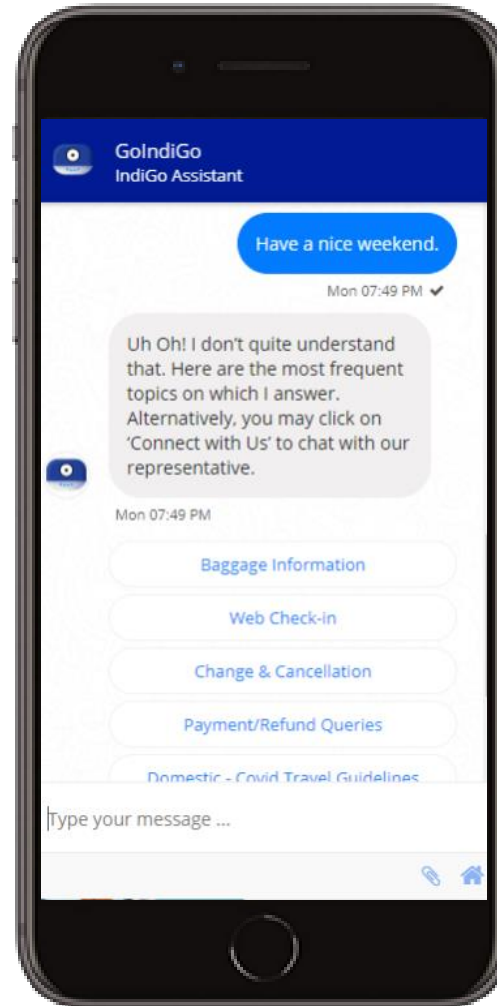 GoIndiGo
IndiGo Assistant
Have a nice weekend.
Mon 07:49 PM
Uh Oh! I don't quite understand
that. Here are the most frequent
topics on which I answer.
Alternatively, you may click on
‘Connect with Us’ to chat with our
representative.
Mon 07:49 PM
Baggage Information
Web Check-in
Change & Cancellation
Payment/Refund Queries
Domestic - Covid Travel Guidelines
Type your message ...